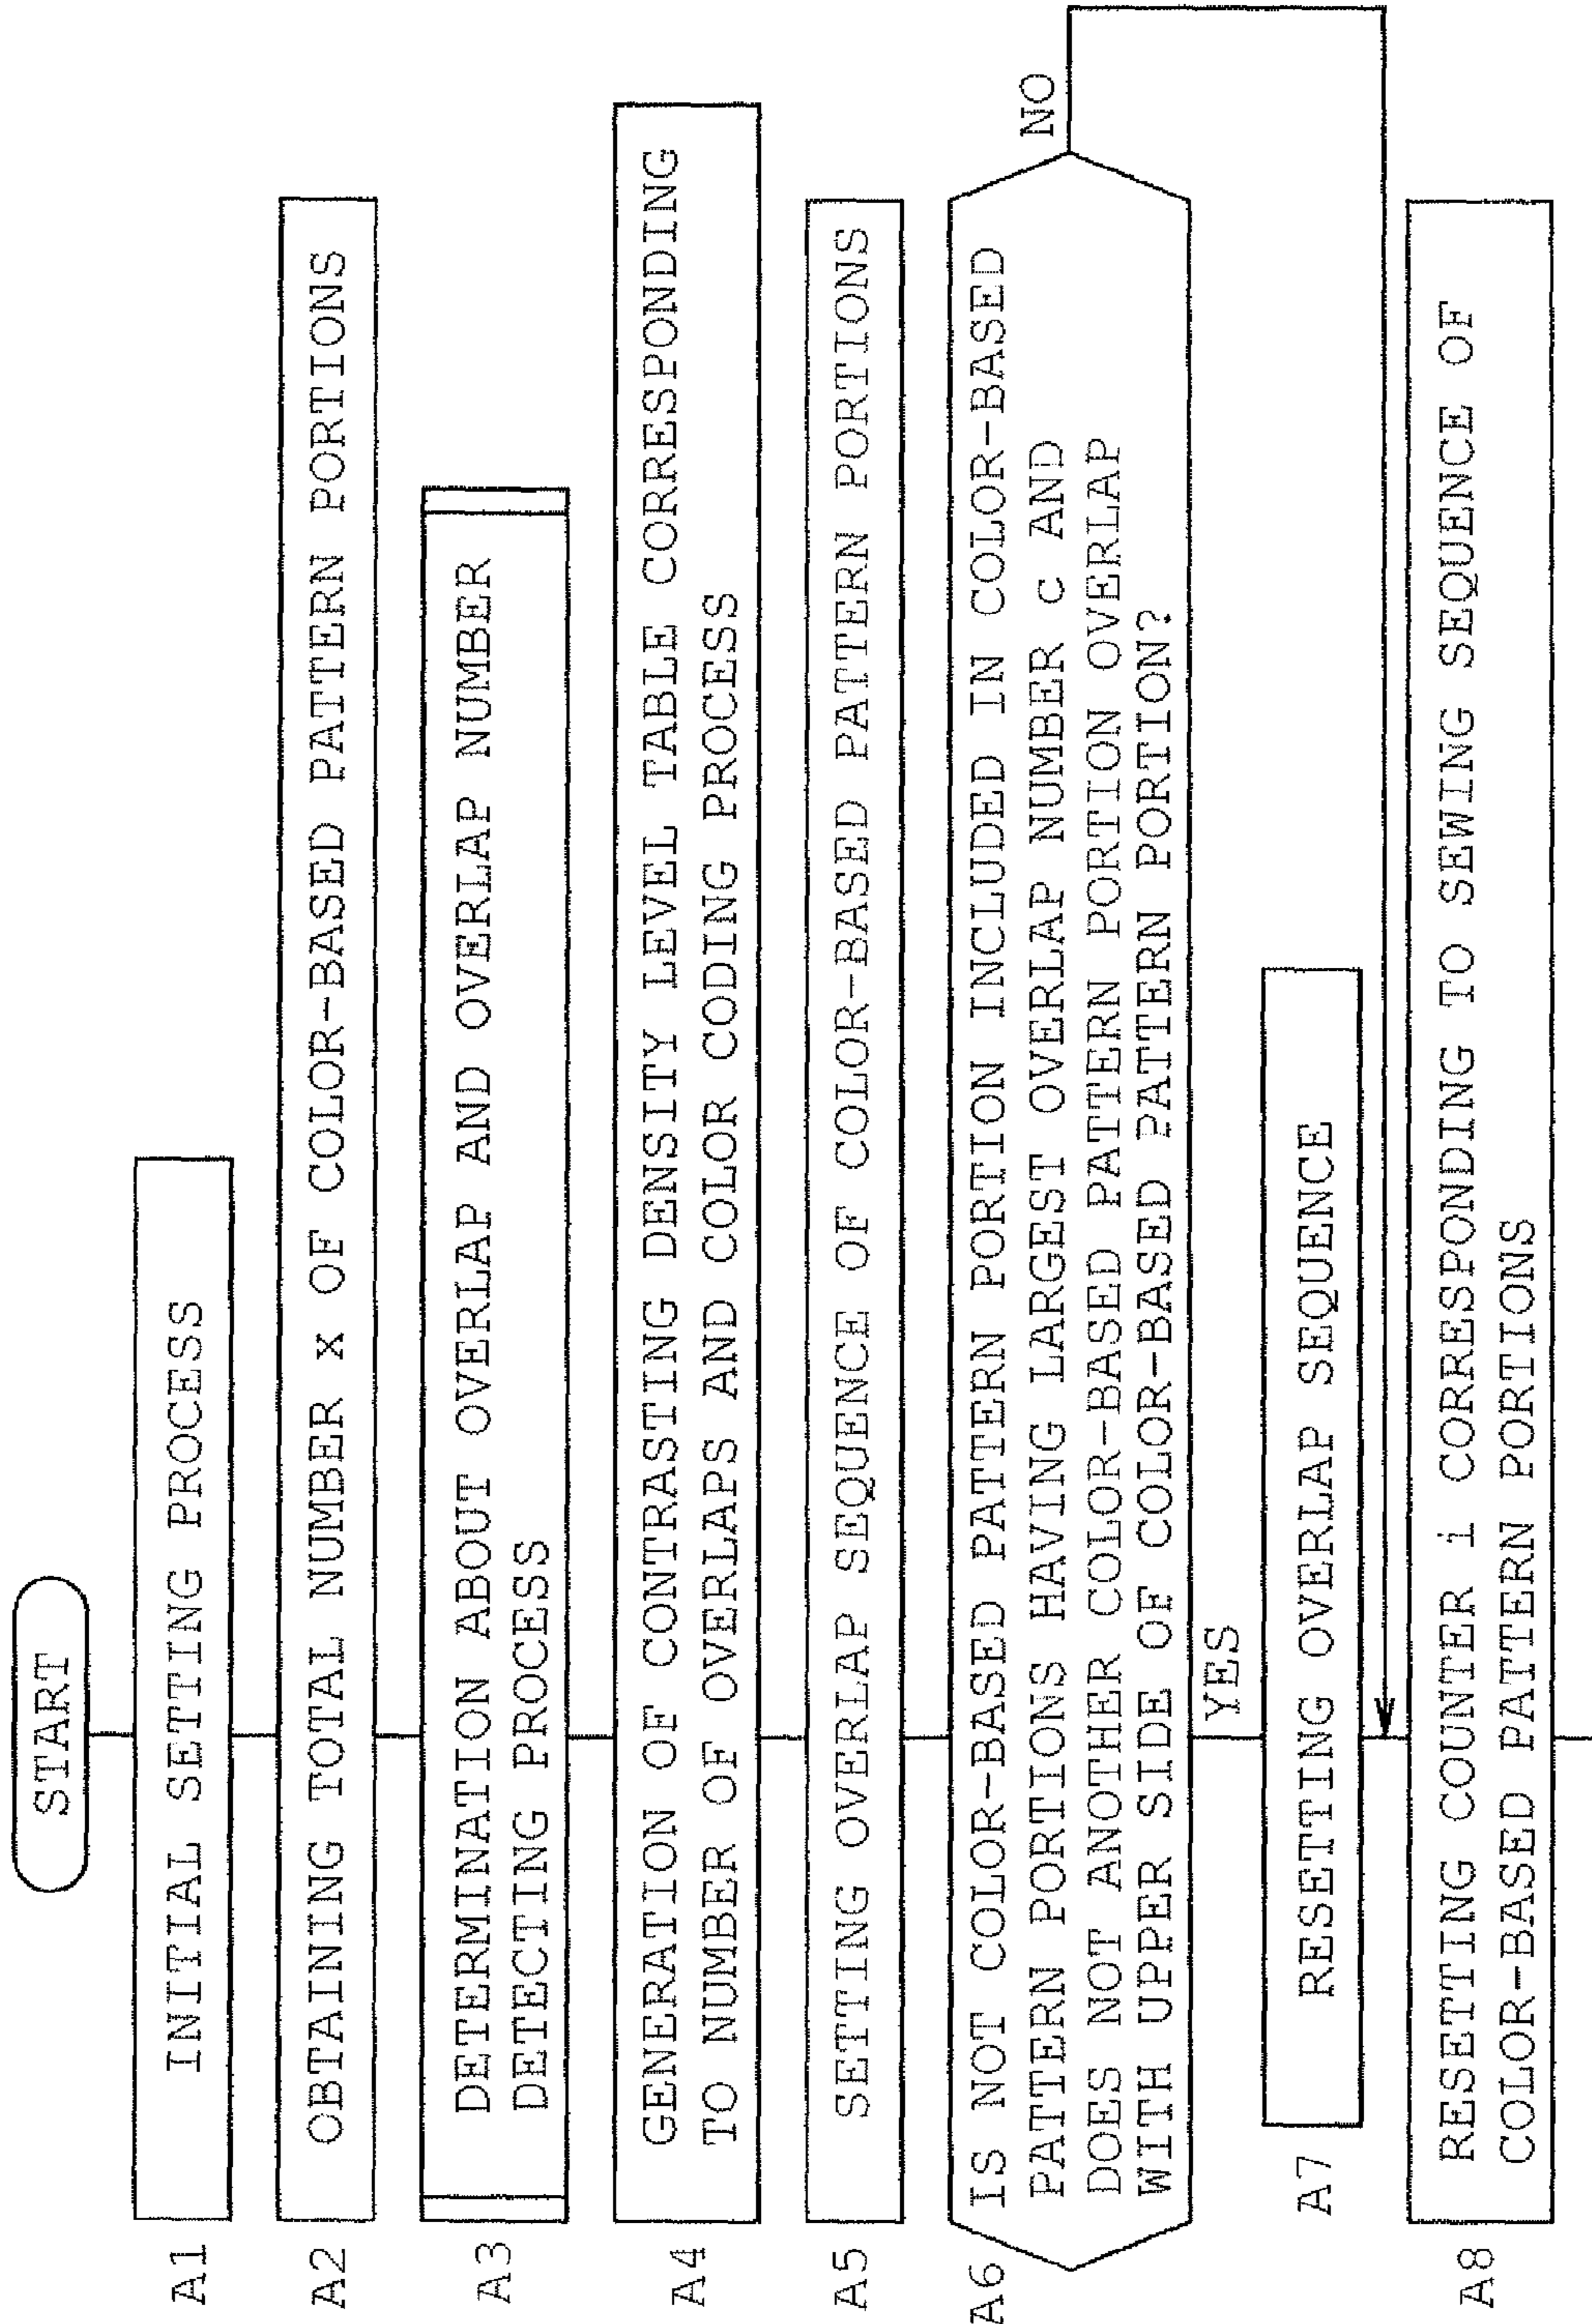 START
A1
INITIAL SETTING PROCESS
A2
OBTAINING TOTAL NUMBER x OF COLOR-BASED PATTERN PORTIONS
A3
DETERMINATION ABOUT OVERLAP AND OVERLAP NUMBER
DETECTING PROCESS
A4
GENERATION OF CONTRASTING DENSITY LEVEL TABLE CORRESPONDING
TO NUMBER OF OVERLAPS AND COLOR CODING PROCESS
A5
SETTING OVERLAP SEQUENCE OF COLOR-BASED PATTERN PORTIONS
A6
IS NOT COLOR-BASED PATTERN PORTION INCLUDED IN COLOR-BASED
PATTERN PORTIONS HAVING LARGEST OVERLAP NUMBER c AND
DOES NOT ANOTHER COLOR-BASED PATTERN PORTION OVERLAP
WITH UPPER SIDE OF COLOR-BASED PATTERN PORTION?
NO
YES
A7
RESETTING OVERLAP SEQUENCE
A8
RESETTING COUNTER i CORRESPONDING TO SEWING SEQUENCE OF
COLOR-BASED PATTERN PORTIONS